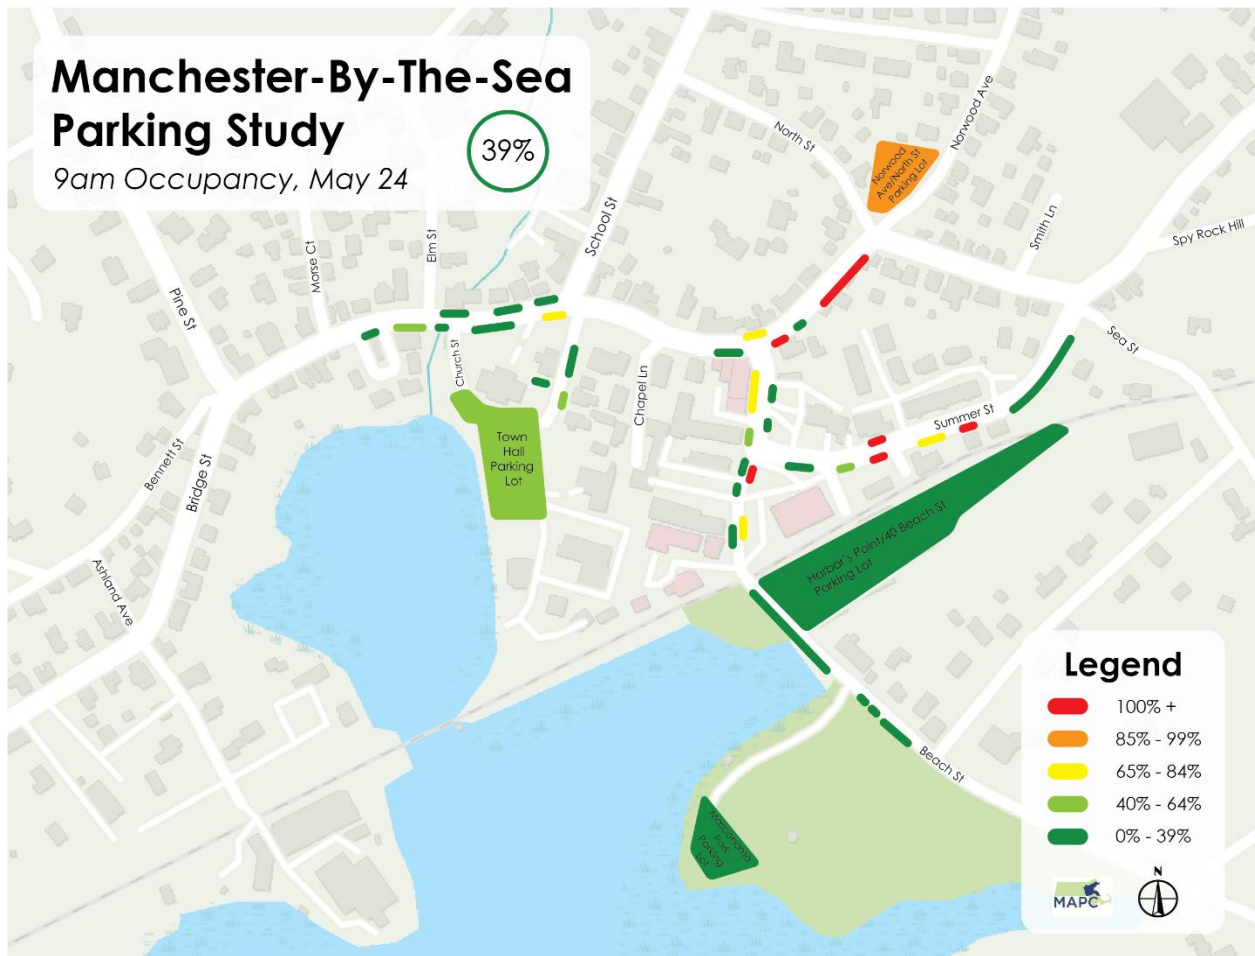 Manchester-By-The-Sea
Parking Study
39%
9am Occupancy, May 24
North St
Norwood Ave
Norwood
Ave/North St
Parking Lot
School St
Smith Ln
Spy Rock Hill
Elm St
Morse Ct
Pine St
Sea St
Church St
Chapel Ln
Summer St
Bennett St
Bridge St
Town
Hall
Parking
Lot
Ashland Ave
Harbor's Point/40 Beach St
Parking Lot
Beach St
Masconomo
Park
Parking
Lot
Legend
100% +
85% - 99%
65% - 84%
40% - 64%
0% - 39%
MAPC
N